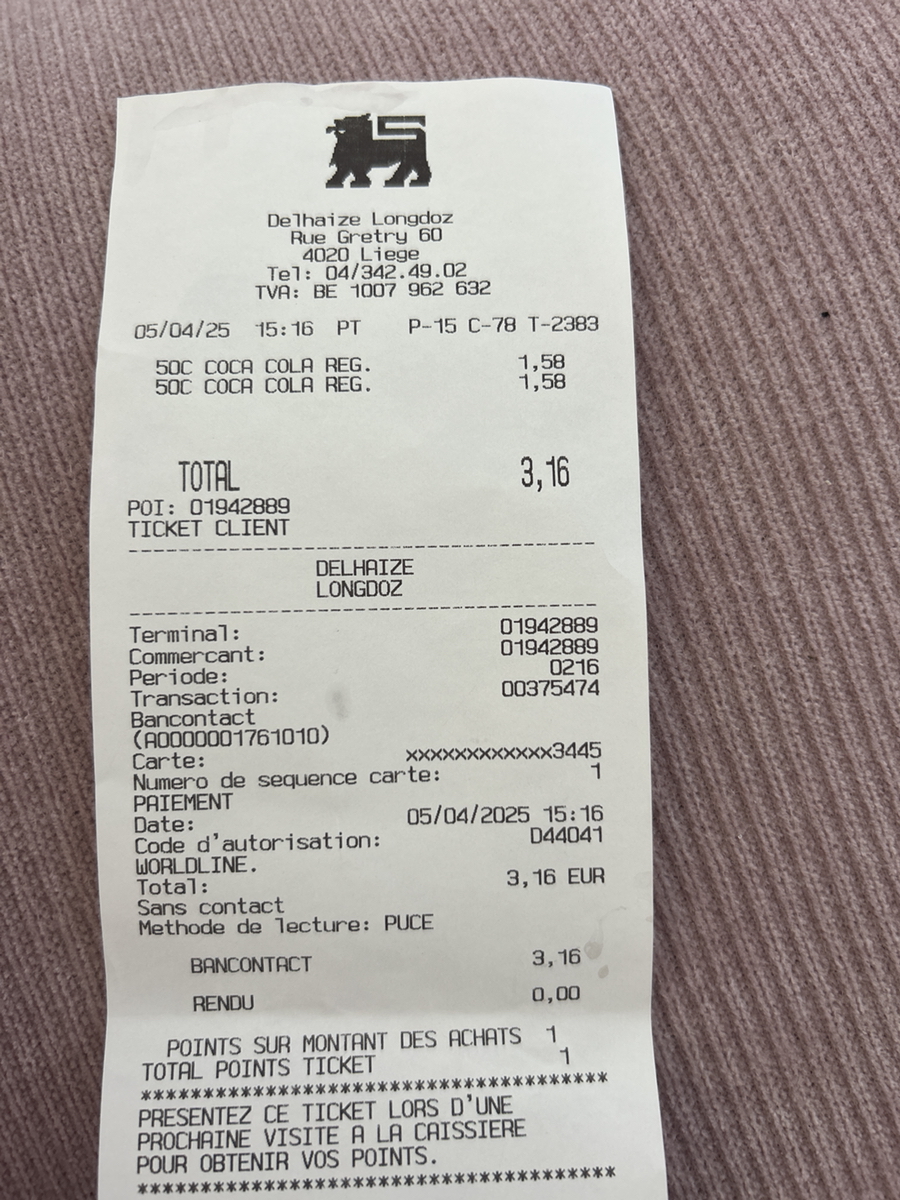 Delhaize Longdoz
Rue Gretry 60
4020 Liege
Tel: 04/342.49.02
TVA: BE 1007 962 632
05/04/25 15:16 PT P-15 C-78 T-2383
50C COCA COLA REG. 1,58
50C COCA COLA REG. 1,58
TOTAL 3,16
POI: 01942889
TICKET CLIENT
DELHAIZE
LONGDOZ
Terminal: 01942889
Commercant: 01942889
Periode: 0216
Transaction: 00375474
Bancontact
(A0000001761010)
Carte: xxxxxxxxxxxxx3445
Numero de sequence carte: 1
PAIEMENT
Date: 05/04/2025 15:16
Code d'autorisation: D44041
WORLDLINE.
Total: 3,16 EUR
Sans contact
Methode de lecture: PUCE
BANCONTACT 3,16
RENDU 0,00
POINTS SUR MONTANT DES ACHATS 1
TOTAL POINTS TICKET 1
****************************************
PRESENTEZ CE TICKET LORS D'UNE
PROCHAINE VISITE A LA CAISSIERE
POUR OBTENIR VOS POINTS.
****************************************